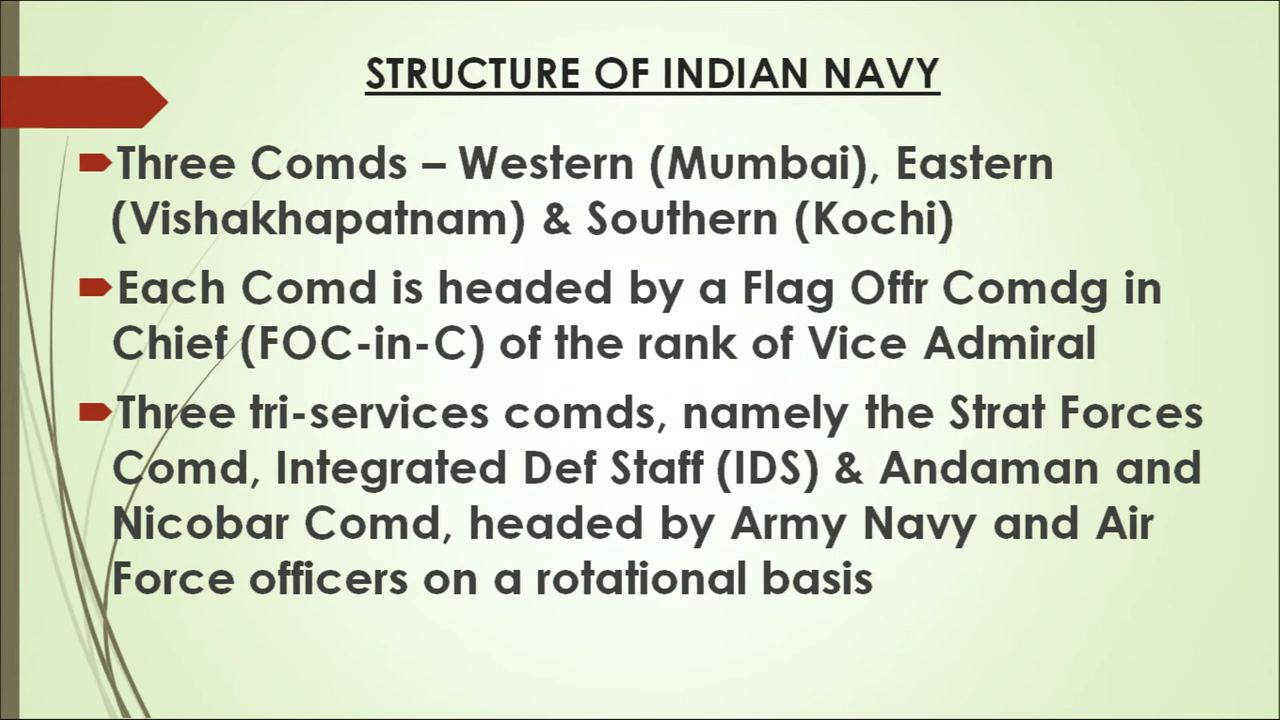 STRUCTURE OF INDIAN NAVY
Three Comds – Western (Mumbai), Eastern
(Vishakhapatnam) & Southern (Kochi)
Each Comd is headed by a Flag Offr Comdg in
Chief (FOC-in-C) of the rank of Vice Admiral
Three tri-services comds, namely the Strat Forces
Comd, Integrated Def Staff (IDS) & Andaman and
Nicobar Comd, headed by Army Navy and Air
Force officers on a rotational basis